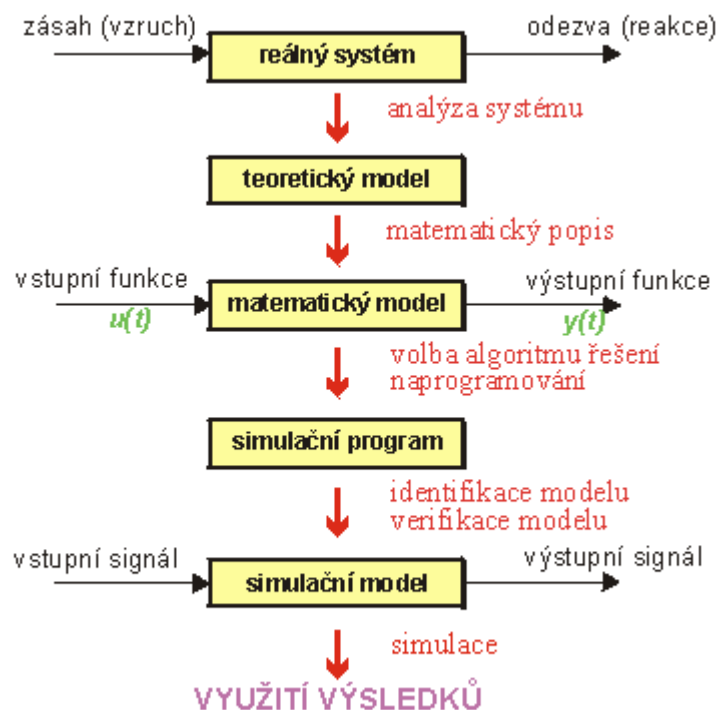 zásah (vzruch)
odezva (reakce)
reálný systém
analýza systému
teoretický model
matematický popis
vstupní funkce
výstupní funkce
u(t)
matematický model
y(t)
volba algoritmu řešení
naprogramování
simulační program
identifikace modelu
verifikace modelu
vstupní signál
výstupní signál
simulační model
simulace
VYUŽITÍ VÝSLEDKŮ